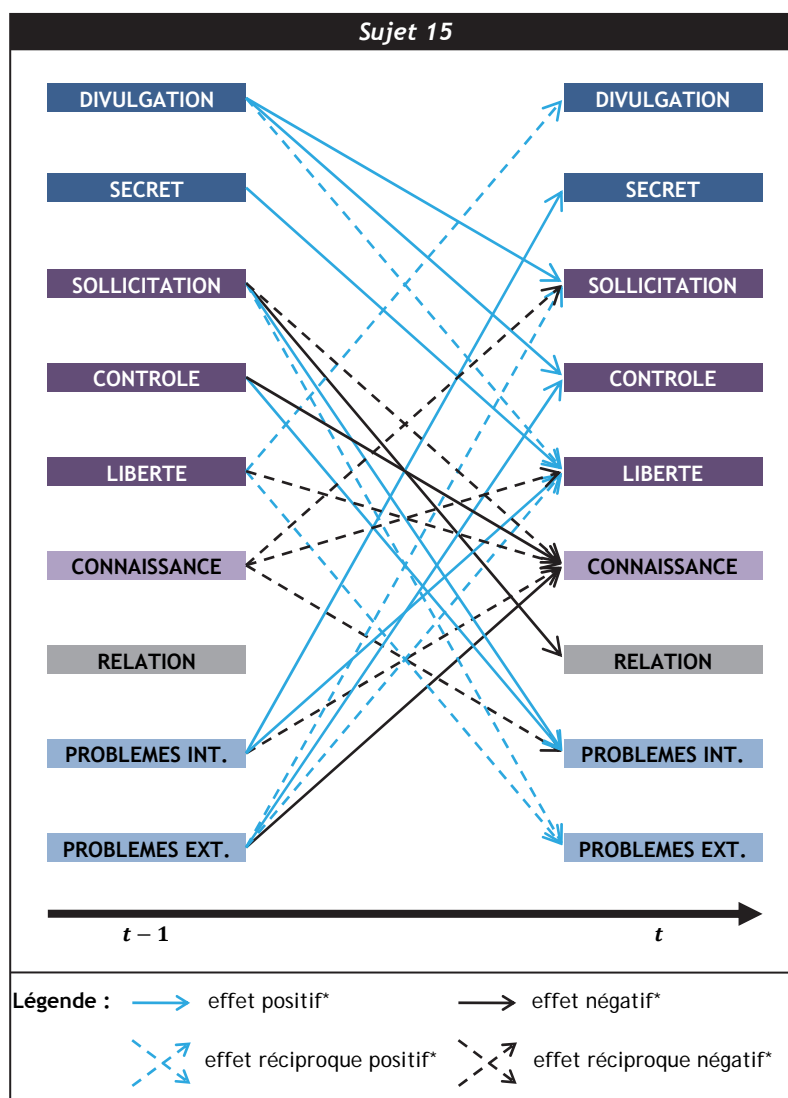 Sujet 15
DIVULGATION DIVULGATION
SECRET SECRET
SOLLICITATION SOLLICITATION
CONTROLE CONTROLE
LIBERTE LIBERTE
CONNAISSANCE CONNAISSANCE
RELATION RELATION
PROBLEMES INT. PROBLEMES INT.
PROBLEMES EXT. PROBLEMES EXT.
t − 1 t
Légende : effet positif* effet négatif*
effet réciproque positif* effet réciproque négatif*